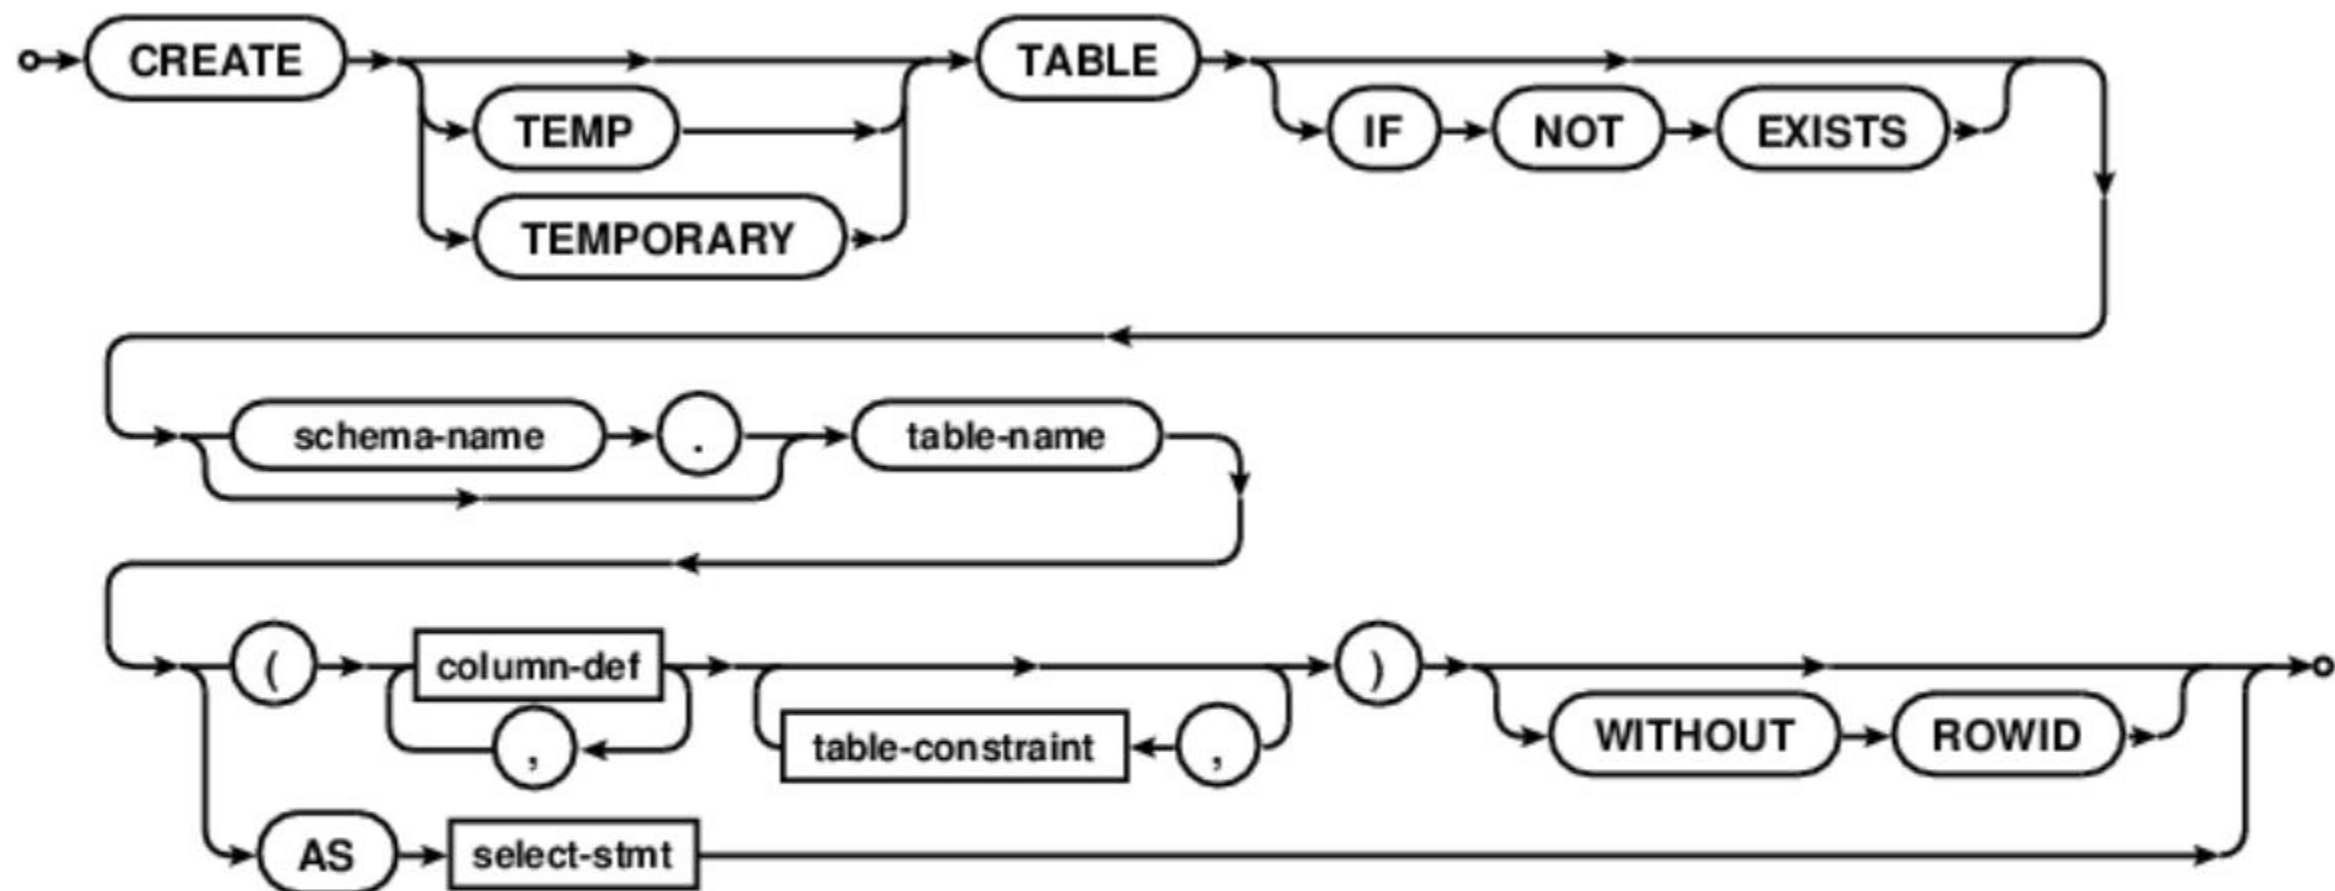 CREATE TABLE
TEMP IF NOT EXISTS
TEMPORARY
schema-name . table-name
( column-def )
, table-constraint , WITHOUT ROWID
AS select-stmt